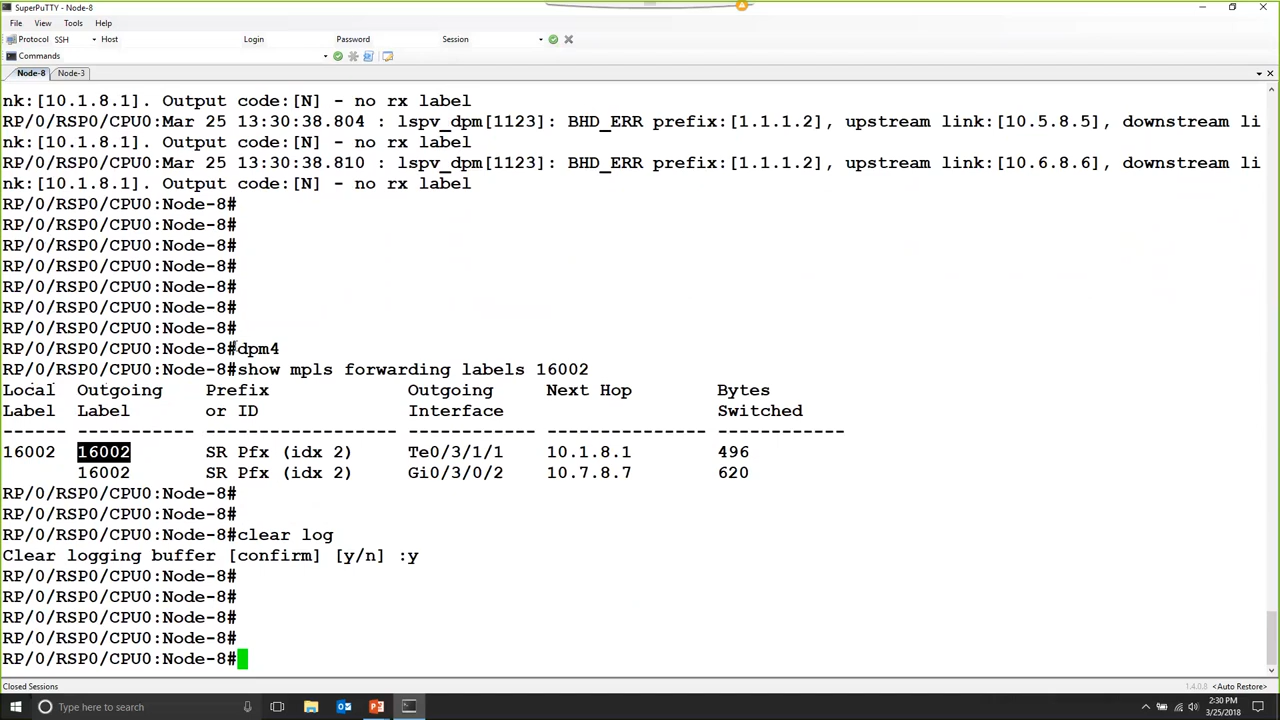 SuperPuTTY - Node-8
File View Tools Help
Protocol SSH Host Login Password Session
Commands
Node-8 Node-3
nk:[10.1.8.1]. Output code:[N] - no rx label
RP/0/RSP0/CPU0:Mar 25 13:30:38.804 : lspv_dpm[1123]: BHD_ERR prefix:[1.1.1.2], upstream link:[10.5.8.5], downstream li
nk:[10.1.8.1]. Output code:[N] - no rx label
RP/0/RSP0/CPU0:Mar 25 13:30:38.810 : lspv_dpm[1123]: BHD_ERR prefix:[1.1.1.2], upstream link:[10.6.8.6], downstream li
nk:[10.1.8.1]. Output code:[N] - no rx label
RP/0/RSP0/CPU0:Node-8#
RP/0/RSP0/CPU0:Node-8#
RP/0/RSP0/CPU0:Node-8#
RP/0/RSP0/CPU0:Node-8#
RP/0/RSP0/CPU0:Node-8#
RP/0/RSP0/CPU0:Node-8#
RP/0/RSP0/CPU0:Node-8#
RP/0/RSP0/CPU0:Node-8#dpm4
RP/0/RSP0/CPU0:Node-8#show mpls forwarding labels 16002
Local Outgoing Prefix Outgoing Next Hop Bytes
Label Label or ID Interface Switched
------ ----------- ------------------ ------------ --------------- ------------
16002 16002 SR Pfx (idx 2) Te0/3/1/1 10.1.8.1 496
16002 SR Pfx (idx 2) Gi0/3/0/2 10.7.8.7 620
RP/0/RSP0/CPU0:Node-8#
RP/0/RSP0/CPU0:Node-8#
RP/0/RSP0/CPU0:Node-8#clear log
Clear logging buffer [confirm] [y/n] :y
RP/0/RSP0/CPU0:Node-8#
RP/0/RSP0/CPU0:Node-8#
RP/0/RSP0/CPU0:Node-8#
RP/0/RSP0/CPU0:Node-8#
RP/0/RSP0/CPU0:Node-8#
Closed Sessions 1.4.0.8 <Auto Restore>
Type here to search 2:30 PM
3/25/2018